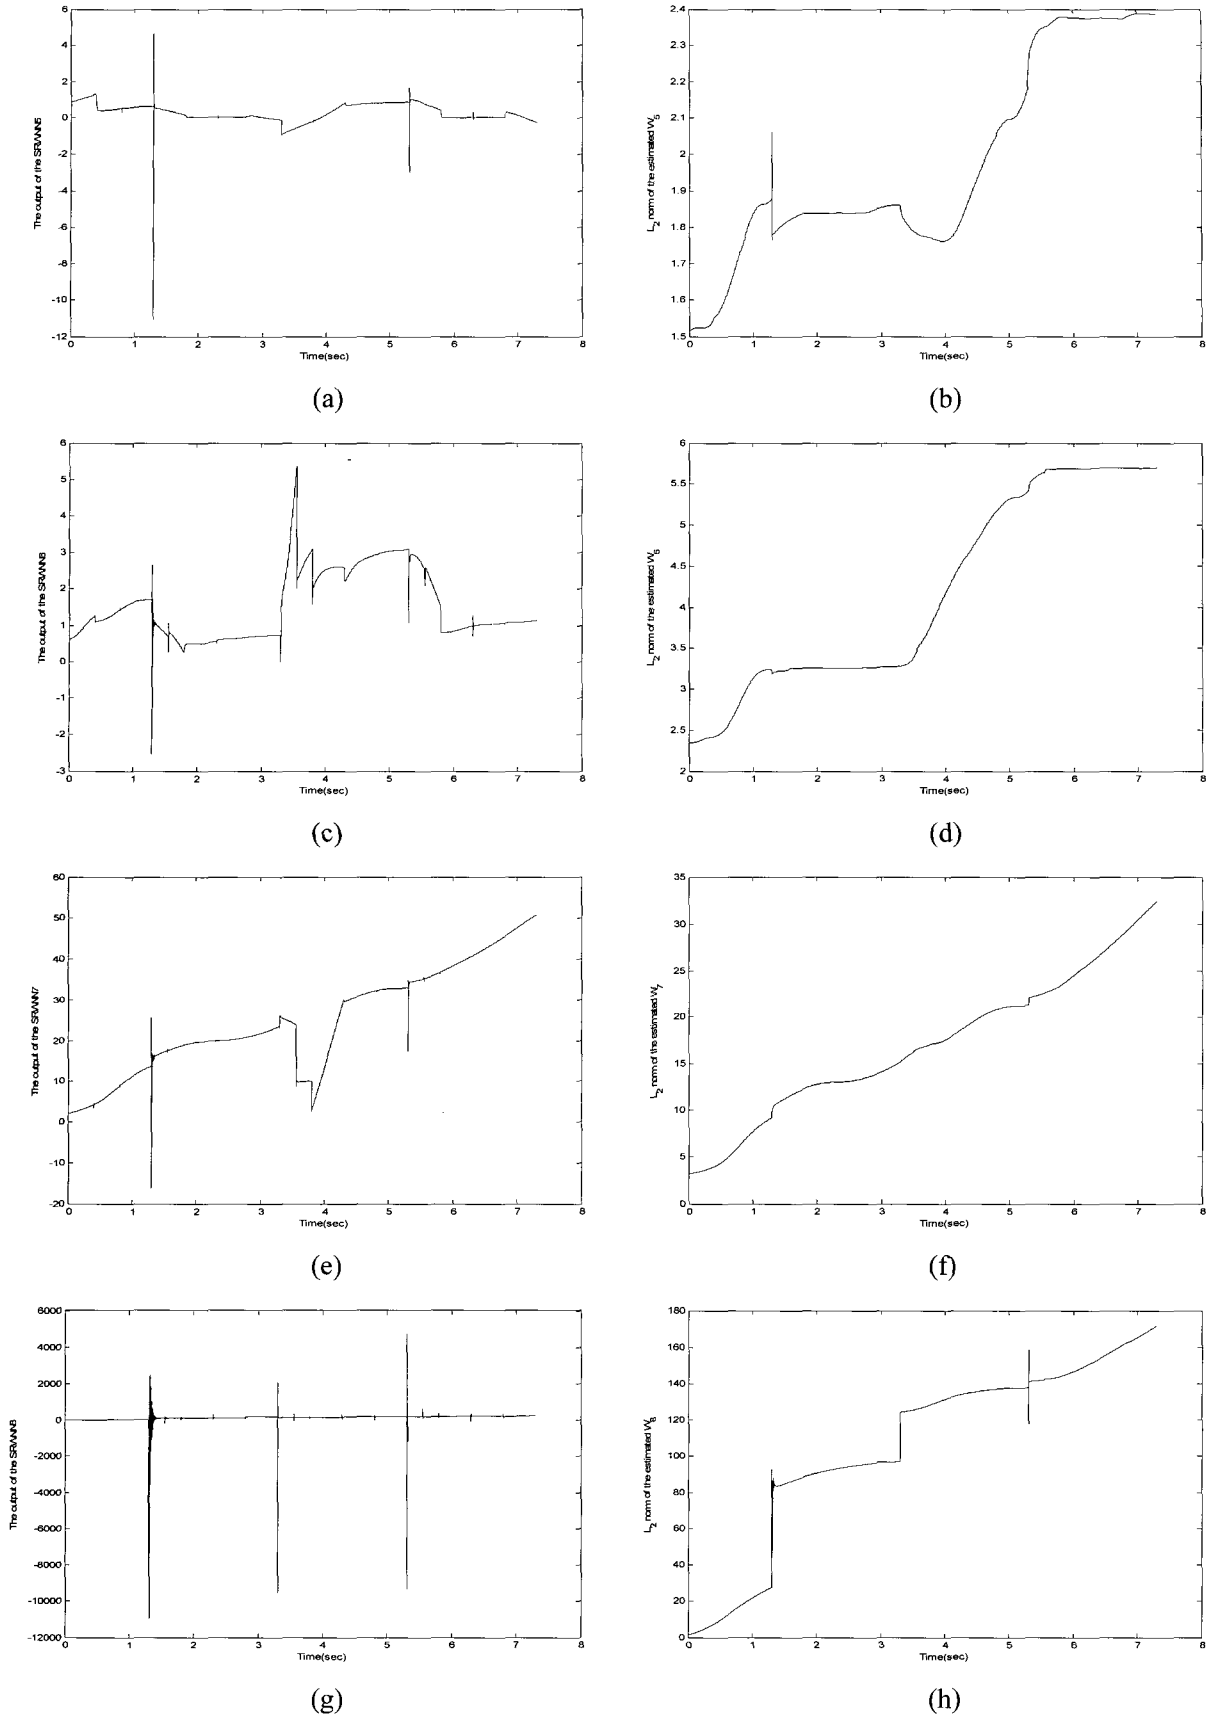 6
4
2
0
-2
-4
-6
-8
-10
-12
The output of the SRWNN5
0 1 2 3 4 5 6 7 8
Time(sec)
(a)
2.4
2.3
2.2
2.1
2
1.9
1.8
1.7
1.6
1.5
L2 norm of the estimated W5
0 1 2 3 4 5 6 7 8
Time(sec)
(b)
6
5
4
3
2
1
0
-1
-2
-3
The output of the
0 1 2 3 4 5 6 7 8
Time(sec)
(c)
6
5.5
5
4.5
4
3.5
3
2.5
2
L2 norm of the estimated W6
0 1 2 3 4 5 6 7 8
Time(sec)
(d)
60
50
40
30
20
10
0
-10
-20
The output of the SRWNN7
0 1 2 3 4 5 6 7 8
Time(sec)
(e)
35
30
25
20
15
10
5
0
L2 norm of the estimated W7
0 1 2 3 4 5 6 7 8
Time(sec)
(f)
6000
4000
2000
0
-2000
-4000
-6000
-8000
-10000
-12000
The output of the SRWNN8
0 1 2 3 4 5 6 7 8
Time(sec)
(g)
180
160
140
120
100
80
60
40
20
0
L2 norm of the estimated W8
0 1 2 3 4 5 6 7 8
Time(sec)
(h)